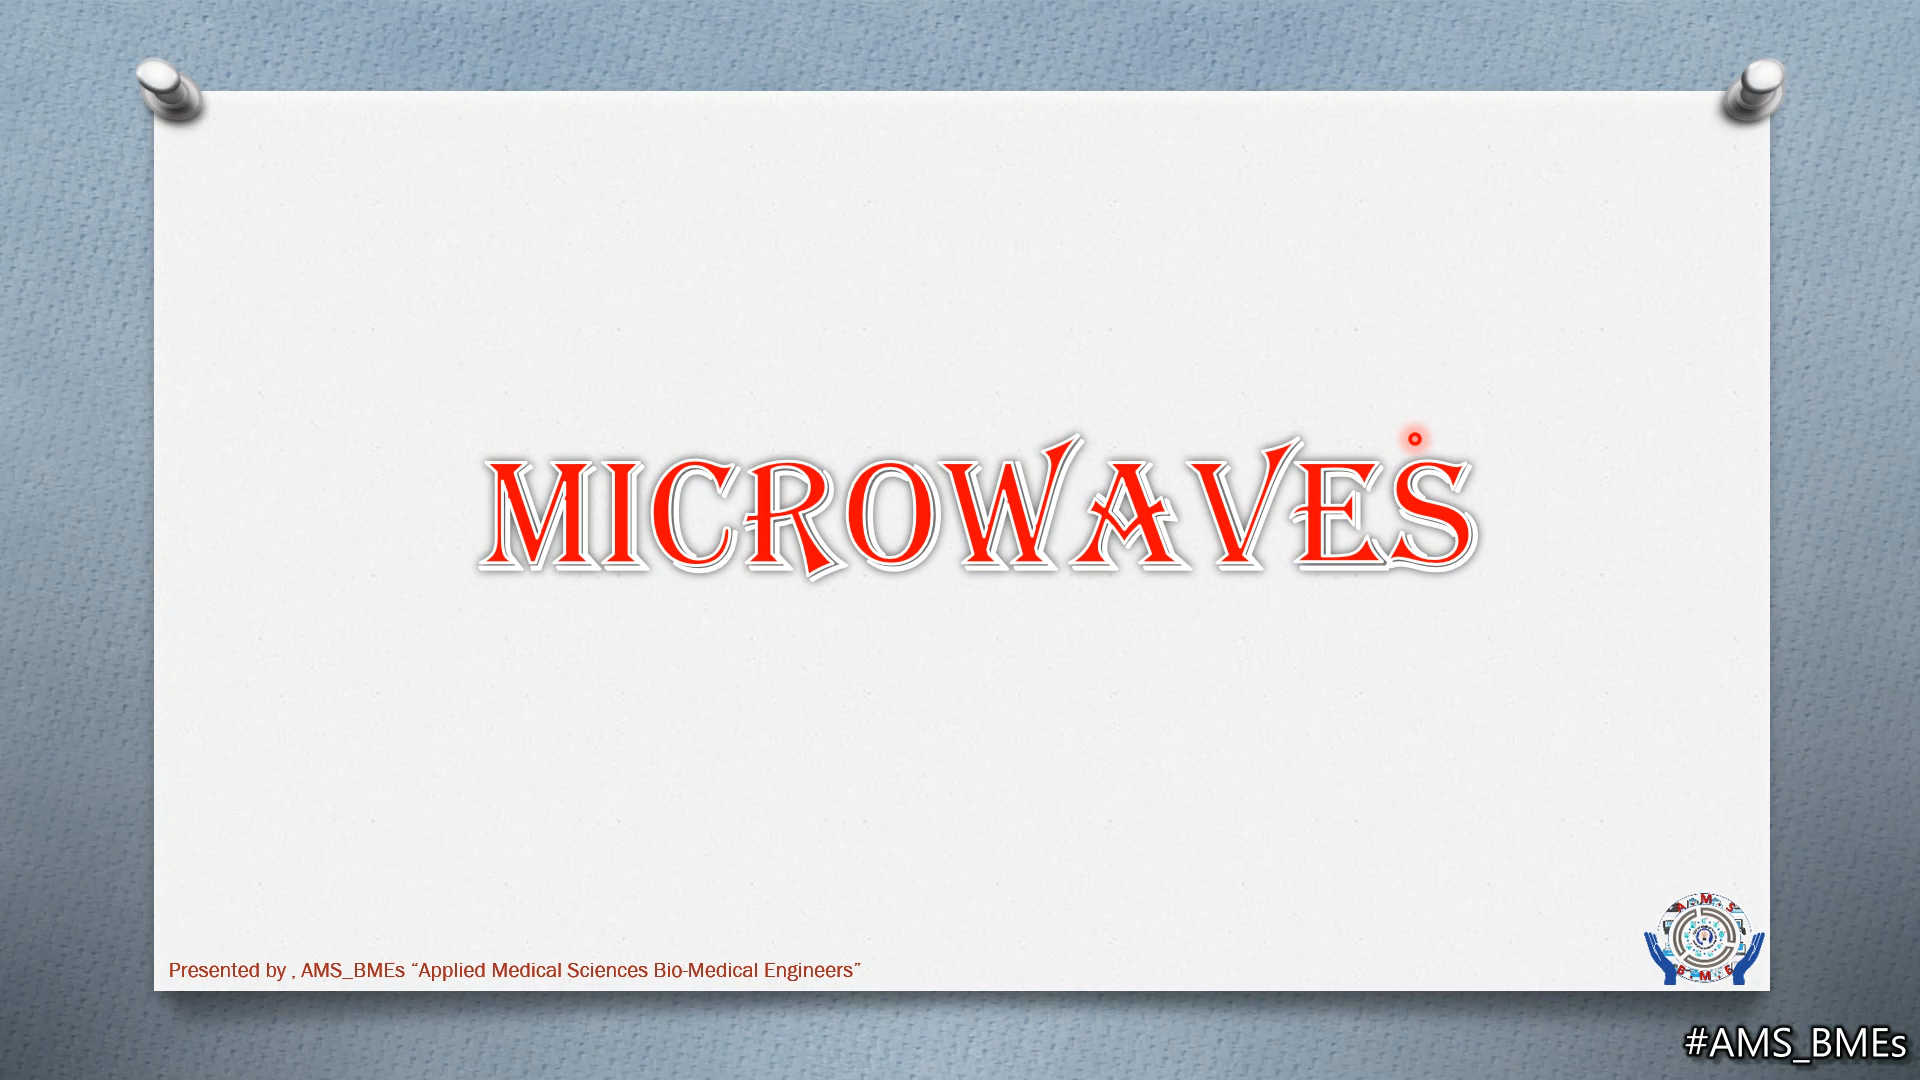 MICROWAVES
Presented by , AMS_BMEs “Applied Medical Sciences Bio-Medical Engineers”
A M S
B M E
#AMS_BMEs